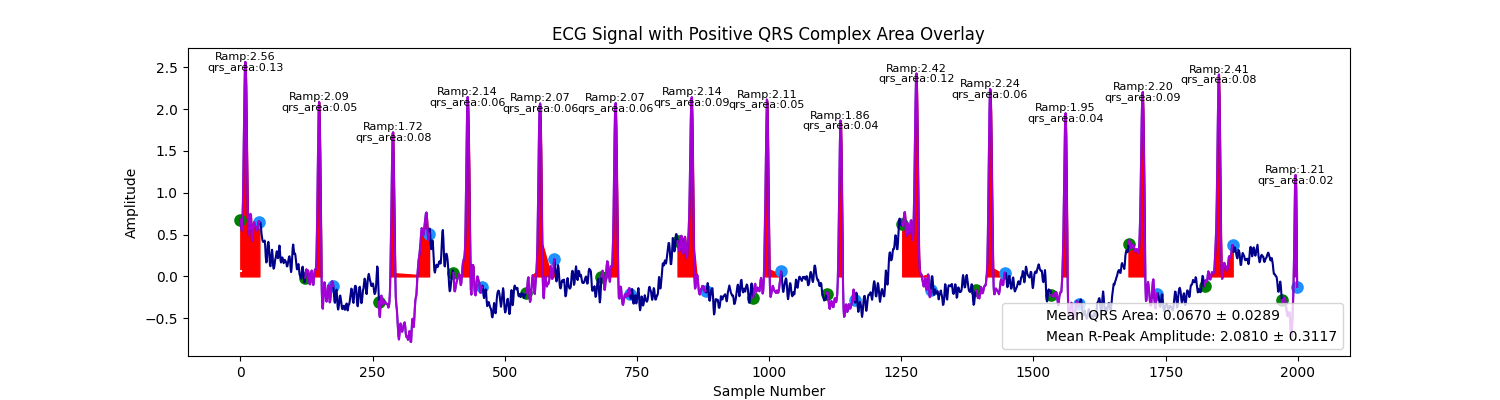 ECG Signal with Positive QRS Complex Area Overlay
Ramp:2.56
qrs_area:0.13
Ramp:2.09
qrs_area:0.05
Ramp:1.72
qrs_area:0.08
Ramp:2.14
qrs_area:0.06
Ramp:2.07
qrs_area:0.06
Ramp:2.07
qrs_area:0.06
Ramp:2.14
qrs_area:0.09
Ramp:2.11
qrs_area:0.05
Ramp:1.86
qrs_area:0.04
Ramp:2.42
qrs_area:0.12
Ramp:2.24
qrs_area:0.06
Ramp:1.95
qrs_area:0.04
Ramp:2.20
qrs_area:0.09
Ramp:2.41
qrs_area:0.08
Ramp:1.21
qrs_area:0.02
2.5
2.0
1.5
1.0
0.5
0.0
−0.5
Amplitude
Mean QRS Area: 0.0670 ± 0.0289
Mean R-Peak Amplitude: 2.0810 ± 0.3117
0 250 500 750 1000 1250 1500 1750 2000
Sample Number